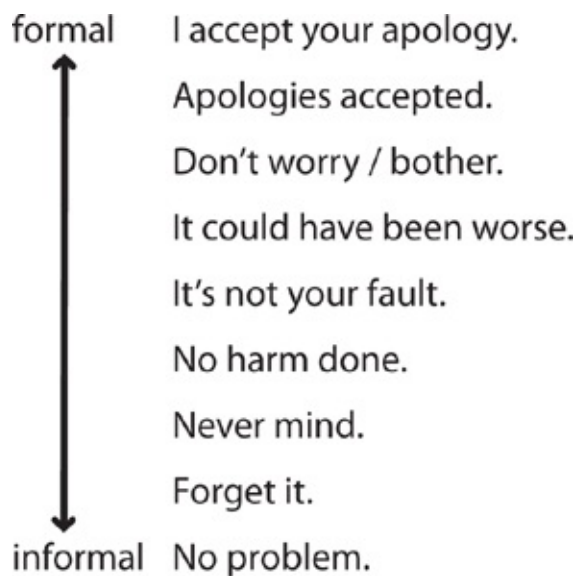 formal I accept your apology.
Apologies accepted.
Don't worry / bother.
It could have been worse.
It's not your fault.
No harm done.
Never mind.
Forget it.
informal No problem.